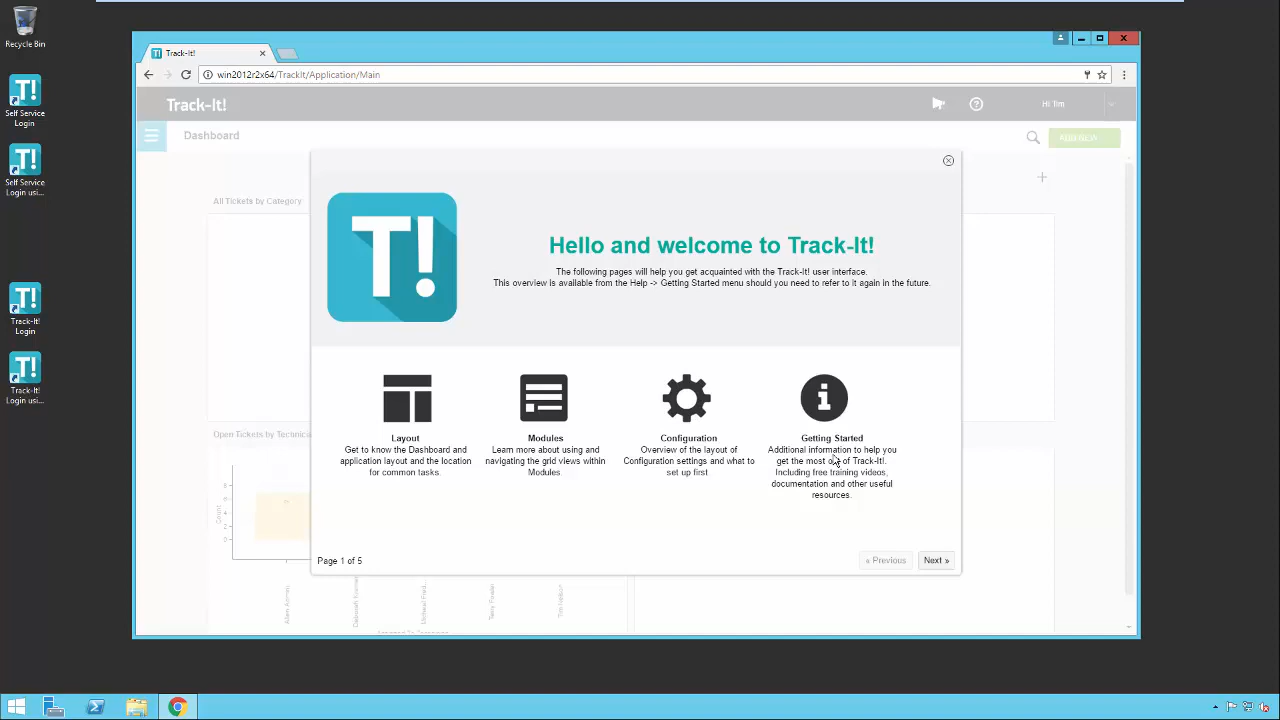 Recycle Bin
Self Service
Login
Self Service
Login usi...
Track-It!
Login
Track-It!
Login usi...
T! Track-It!
win2012r2x64/TrackIt/Application/Main
Track-It!
Hi Tim
Dashboard
All Tickets by Category
T!
Hello and welcome to Track-It!
The following pages will help you get acquainted with the Track-It! user interface.
This overview is available from the Help -> Getting Started menu should you need to refer to it again in the future.
Layout
Get to know the Dashboard and
application layout and the location
for common tasks.
Modules
Learn more about using and
navigating the grid views within
Modules
Configuration
Overview of the layout of
Configuration settings and what to
set up first
Getting Started
Additional information to help you
get the most out of Track-It!.
Including free training videos,
documentation and other useful
resources.
Page 1 of 5
« Previous
Next »
Open Tickets by Technicia
Count
8
6
4
2
0